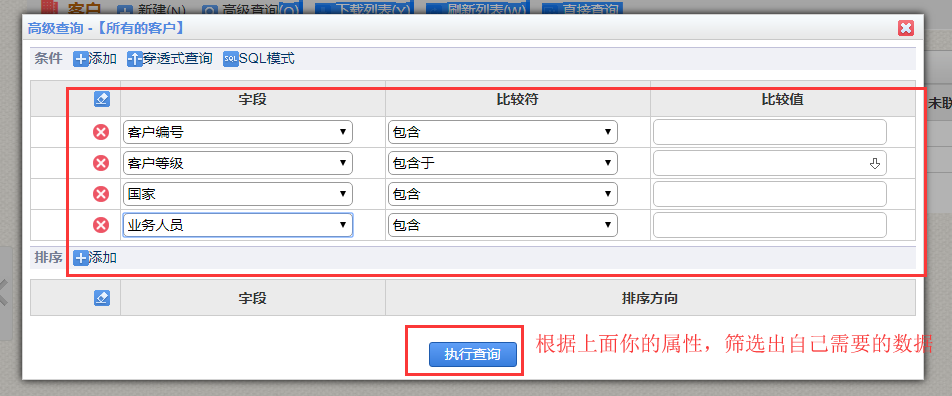 客户 新建(N) 高级查询(Q) 下载列表(Y) 刷新列表(W) 直接查询
高级查询 -【所有的客户】
条件 添加 穿透式查询 SQL SQL模式
字段 比较符 比较值
未联
客户编号 包含
客户等级 包含于
国家 包含
业务人员 包含
排序 添加
字段 排序方向
执行查询 根据上面你的属性，筛选出自己需要的数据